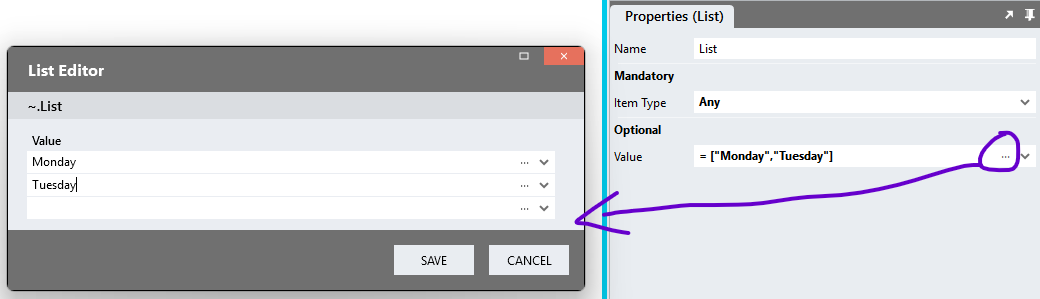 List Editor
~.List
Value
Monday
...
Tuesday
...
...
SAVE
CANCEL
Properties (List)
Name
List
Mandatory
Item Type
Any
Optional
Value
= ["Monday","Tuesday"]
...